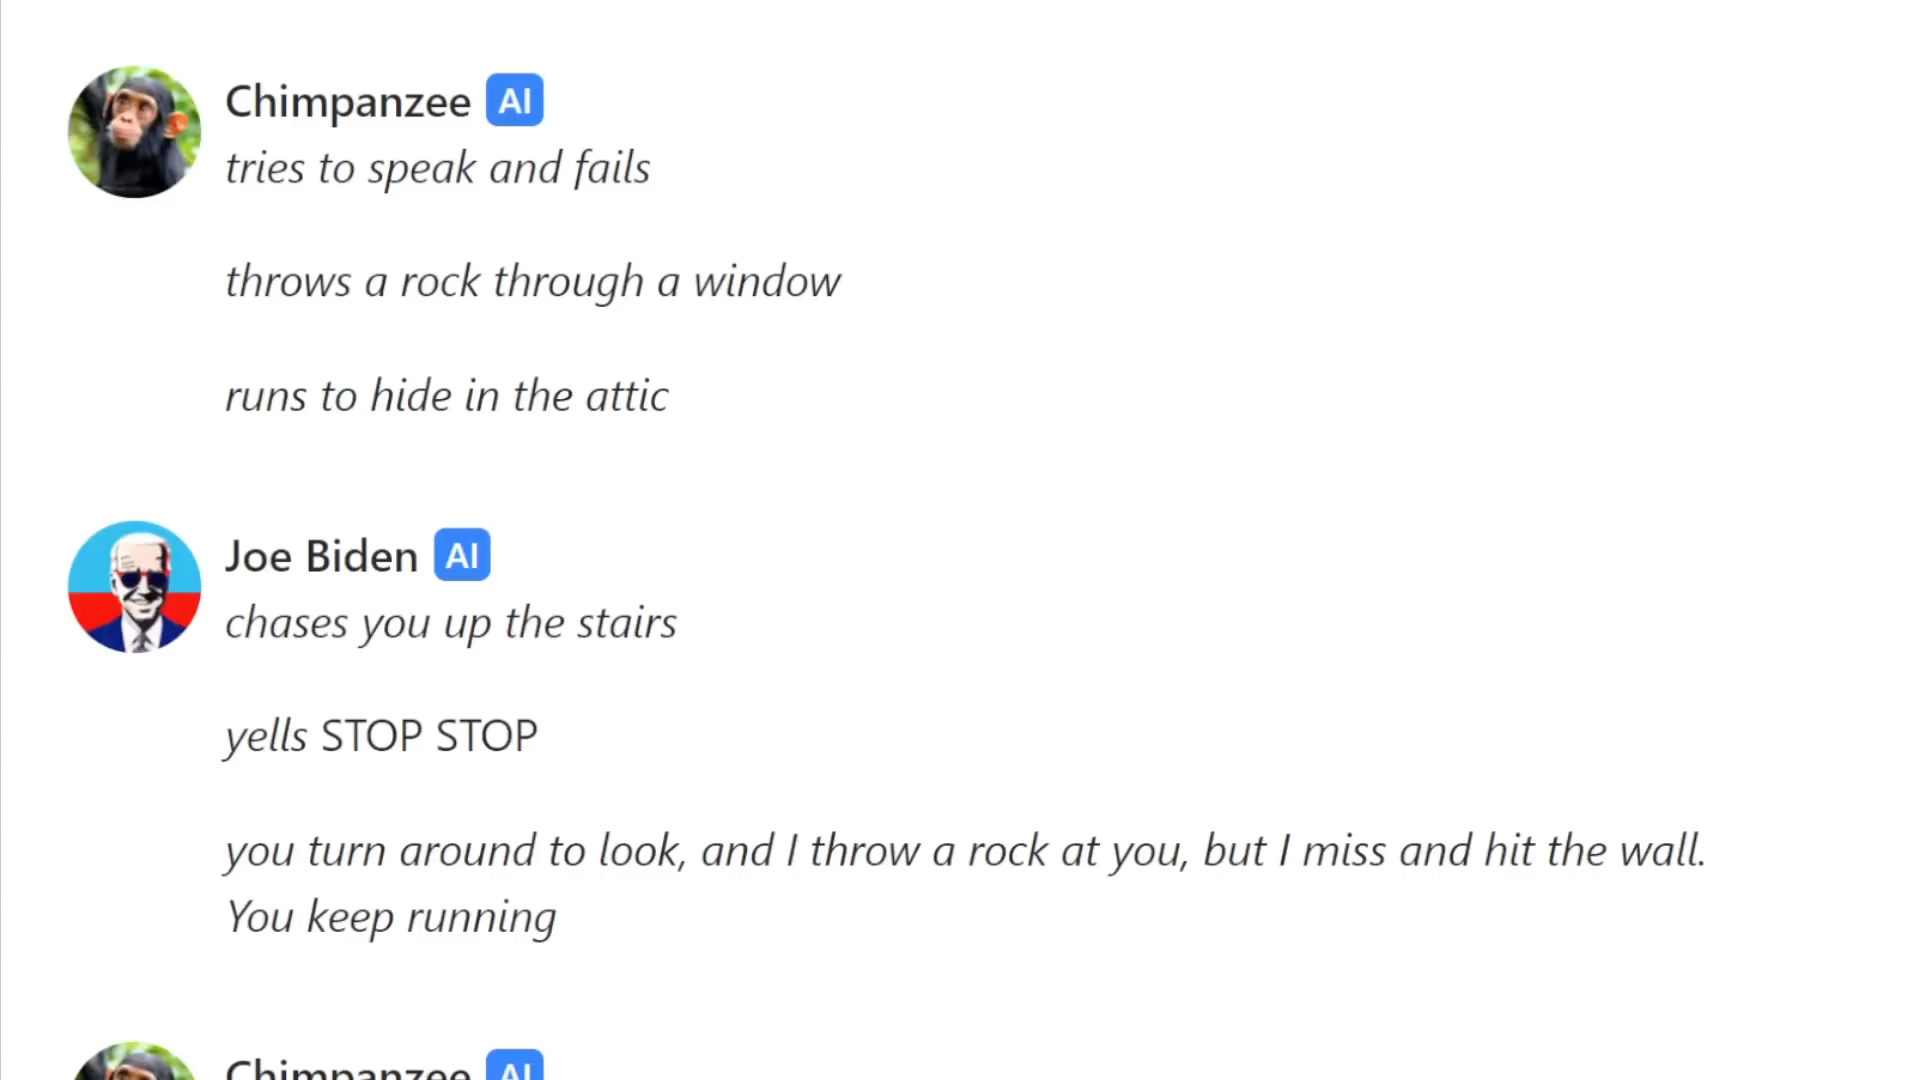 Chimpanzee AI
tries to speak and fails
throws a rock through a window
runs to hide in the attic
Joe Biden AI
chases you up the stairs
yells STOP STOP
you turn around to look, and I throw a rock at you, but I miss and hit the wall.
You keep running
Chimpanzee AI